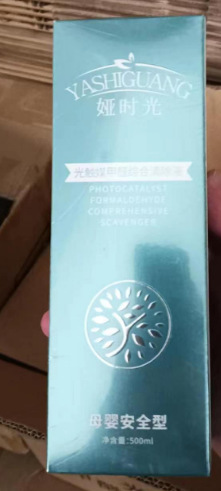 YASHIGUANG
娅时光
光触媒甲醛综合清除液
PHOTOCATALYST
FORMALDEHYDE
COMPREHENSIVE
SCAVENGER
母婴安全型
净含量:500ml